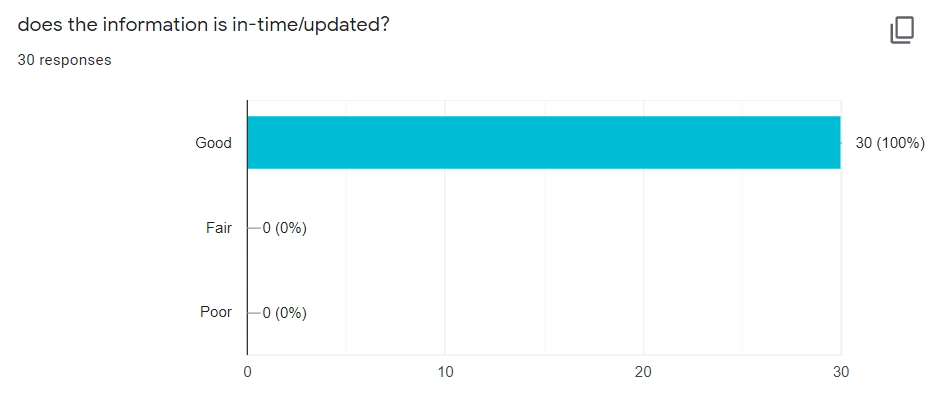 does the information is in-time/updated?
30 responses
Good 30 (100%)
Fair 0 (0%)
Poor 0 (0%)
0 10 20 30